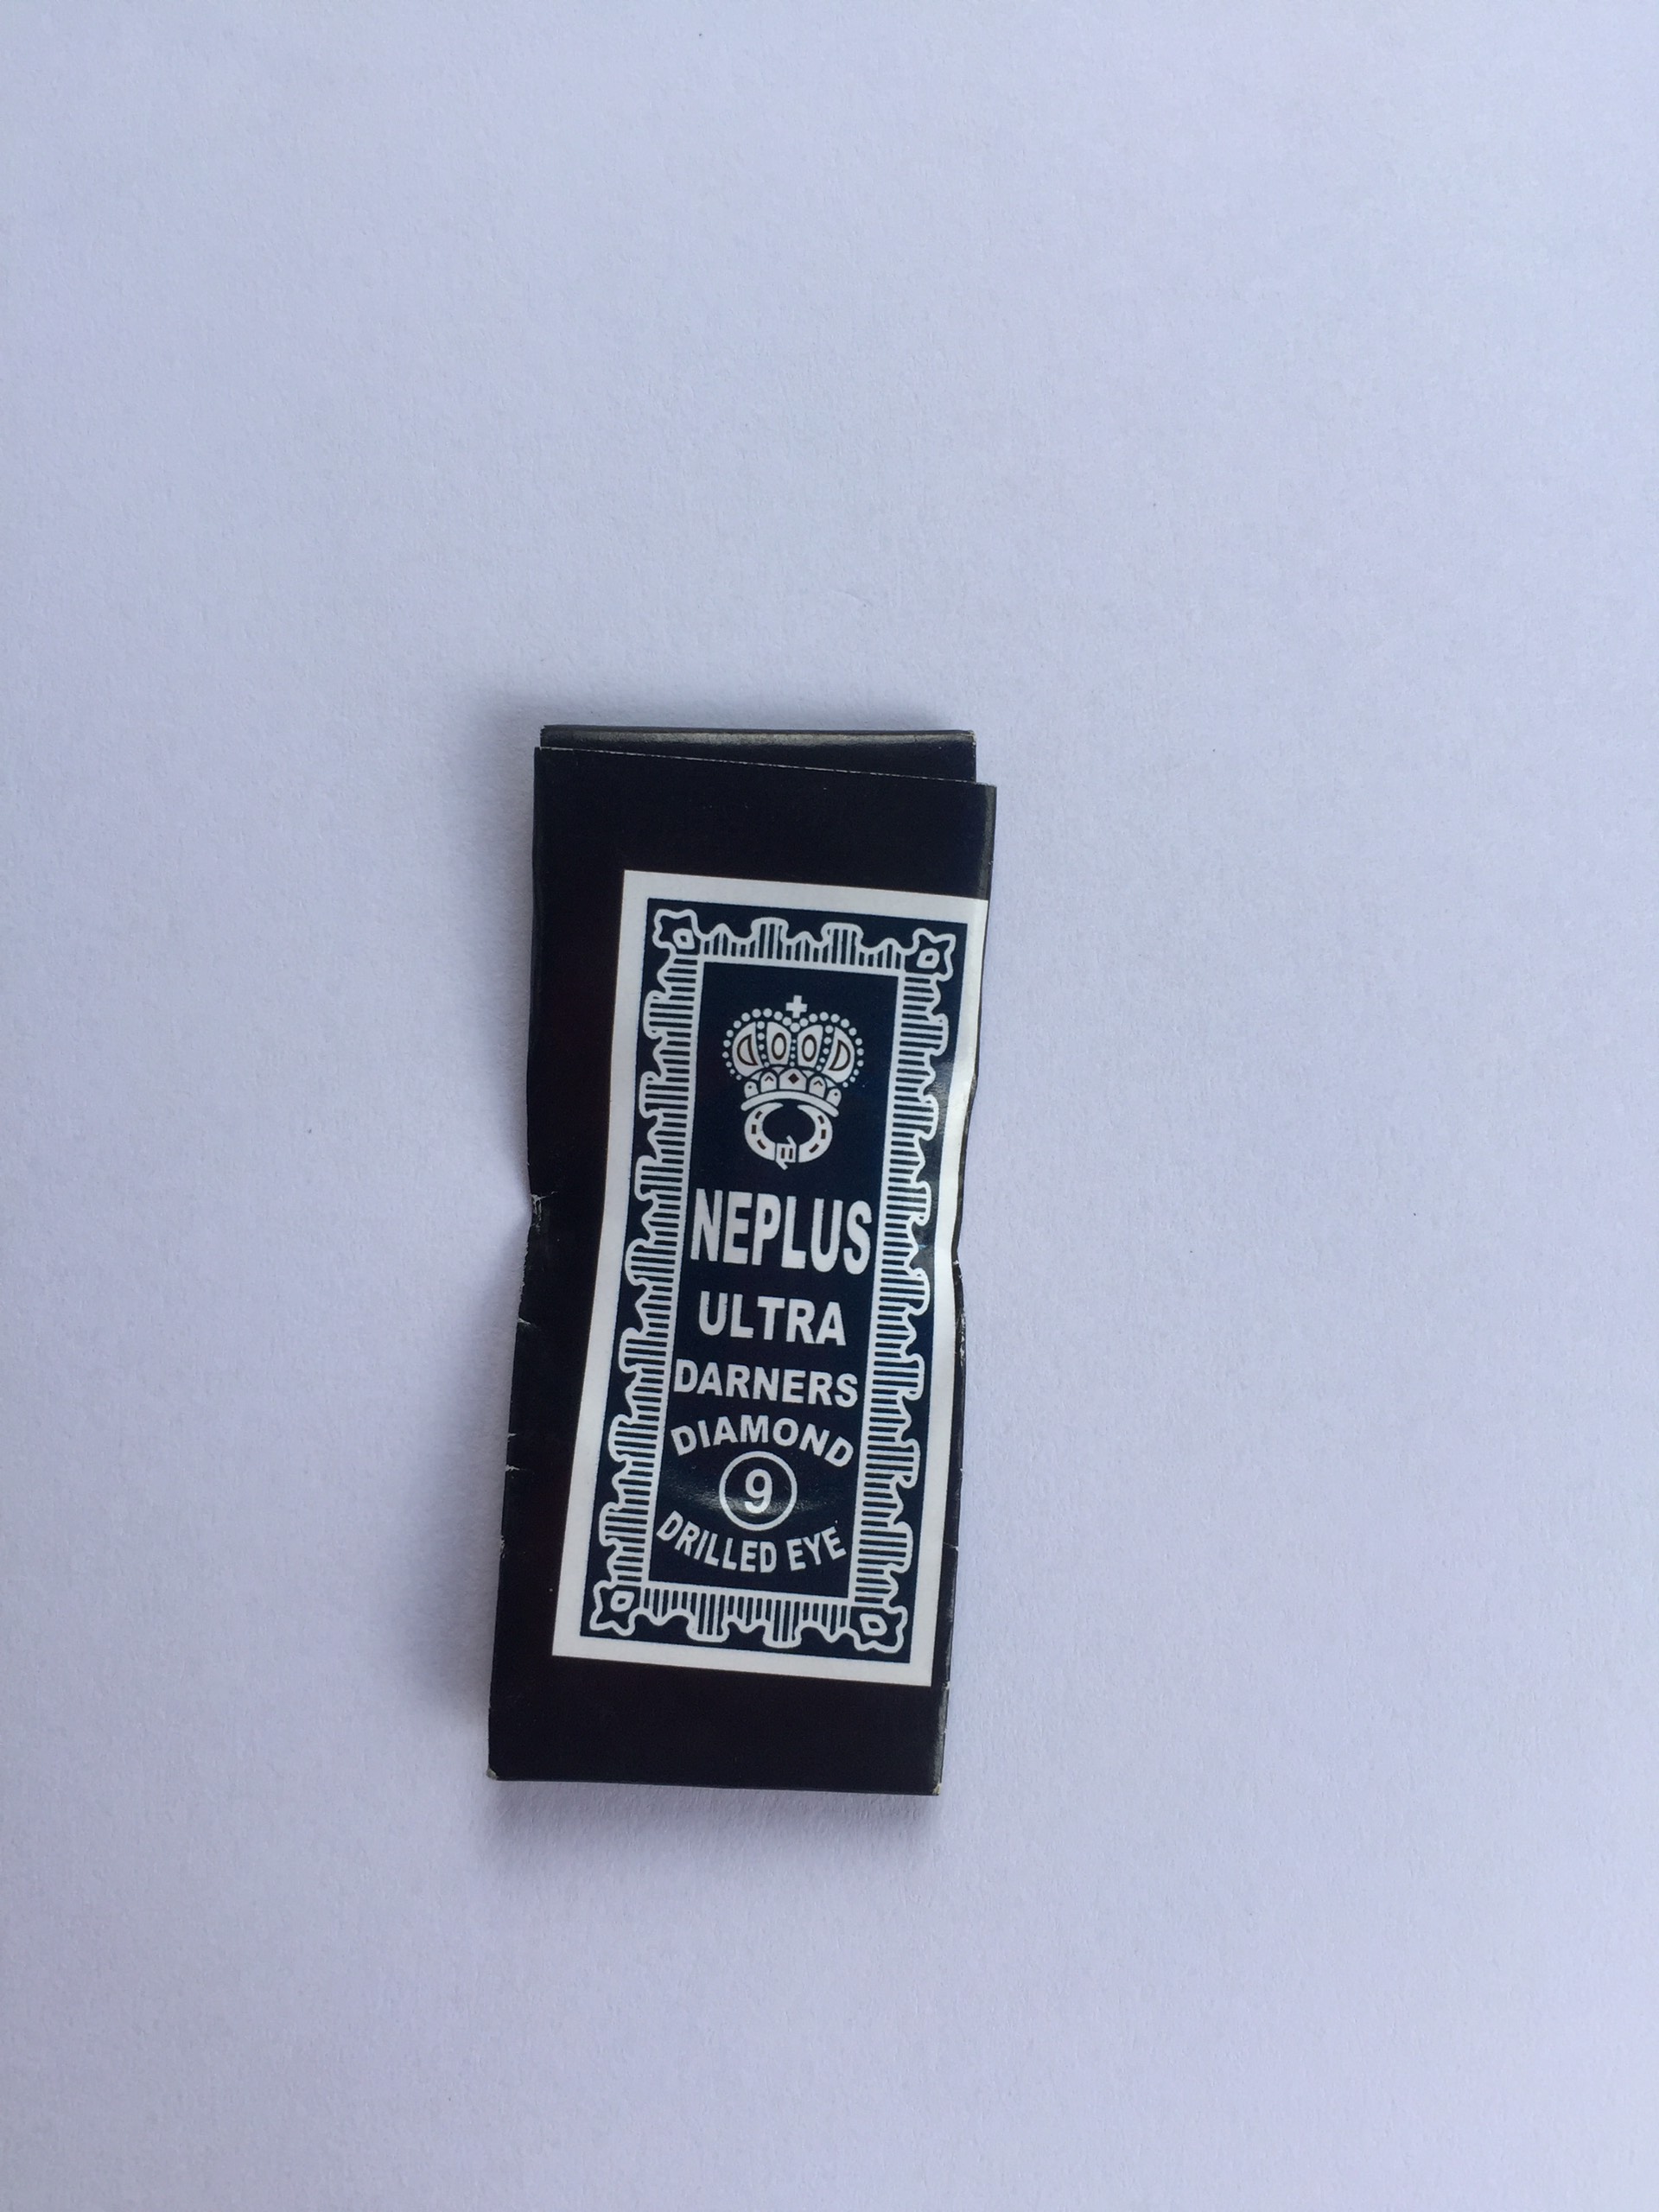 NEPLUS
ULTRA
DARNERS
DIAMOND
9
DRILLED EYE